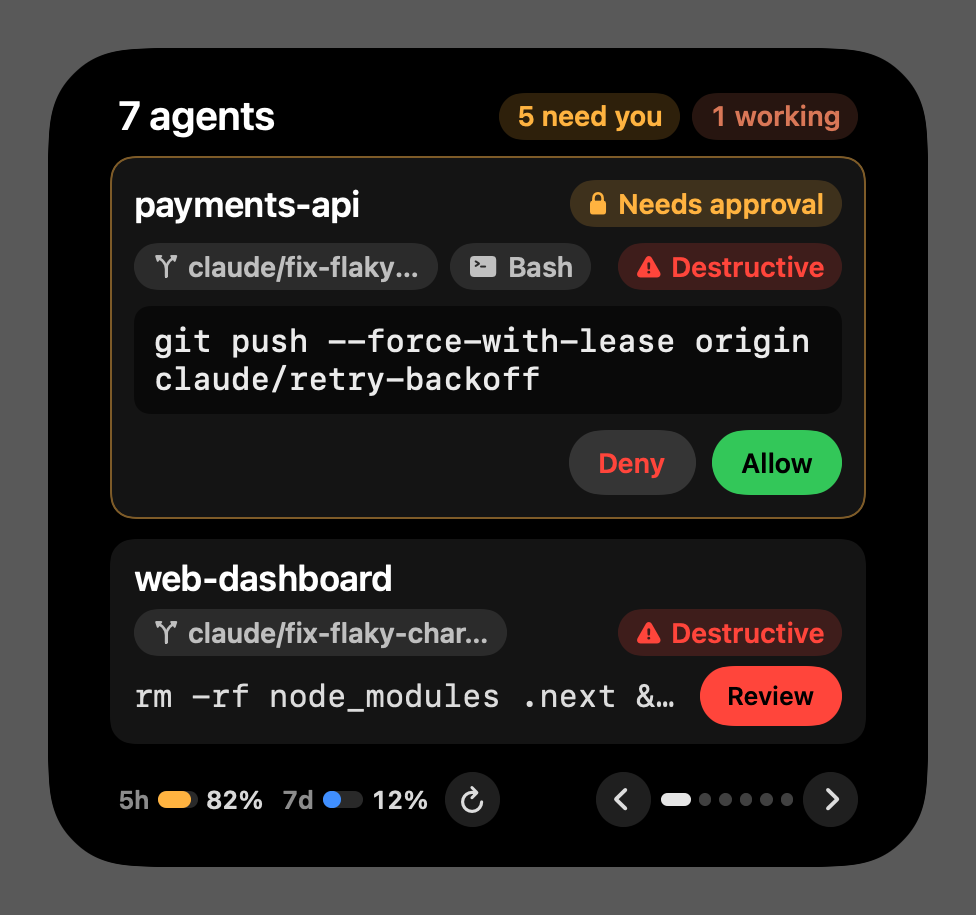 7 agents 5 need you 1 working
payments-api Needs approval
claude/fix-flaky... Bash Destructive
git push --force-with-lease origin
claude/retry-backoff
Deny Allow
web-dashboard
claude/fix-flaky-char... Destructive
rm -rf node_modules .next &… Review
5h 82% 7d 12%